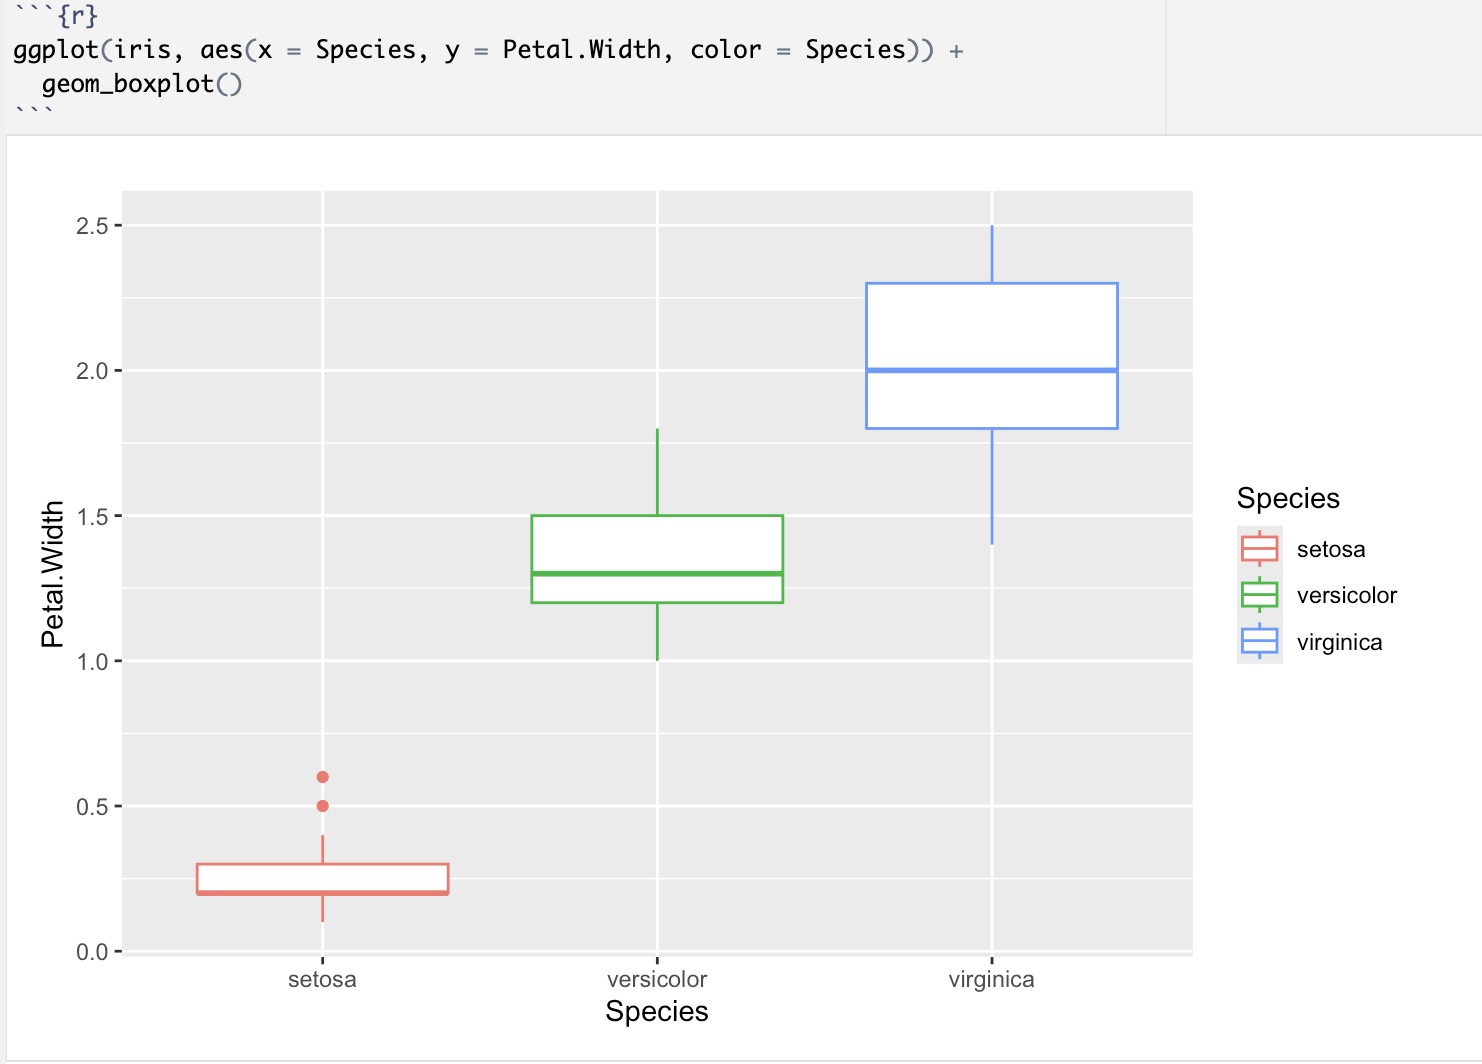 ```{r}
ggplot(iris, aes(x = Species, y = Petal.Width, color = Species)) +
  geom_boxplot()
```
2.5
2.0
1.5
1.0
0.5
0.0
Petal.Width
setosa
versicolor
virginica
Species
Species
setosa
versicolor
virginica